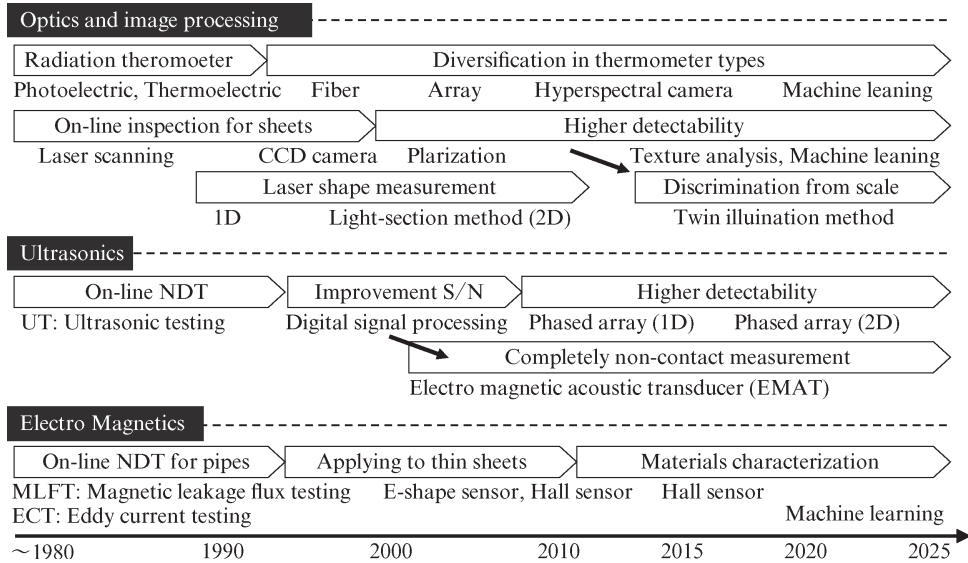 Optics and image processing
Radiation theromoeter Diversification in thermometer types
Photoelectric, Thermoelectric Fiber Array Hyperspectral camera Machine leaning
On-line inspection for sheets Higher detectability
Laser scanning CCD camera Plarization Texture analysis, Machine leaning
Laser shape measurement Discrimination from scale
1D Light-section method (2D) Twin illuination method
Ultrasonics
On-line NDT Improvement S/N Higher detectability
UT: Ultrasonic testing Digital signal processing Phased array (1D) Phased array (2D)
Completely non-contact measurement
Electro magnetic acoustic transducer (EMAT)
Electro Magnetics
On-line NDT for pipes Applying to thin sheets Materials characterization
MLFT: Magnetic leakage flux testing E-shape sensor, Hall sensor Hall sensor
ECT: Eddy current testing Machine learning
~1980 1990 2000 2010 2015 2020 2025